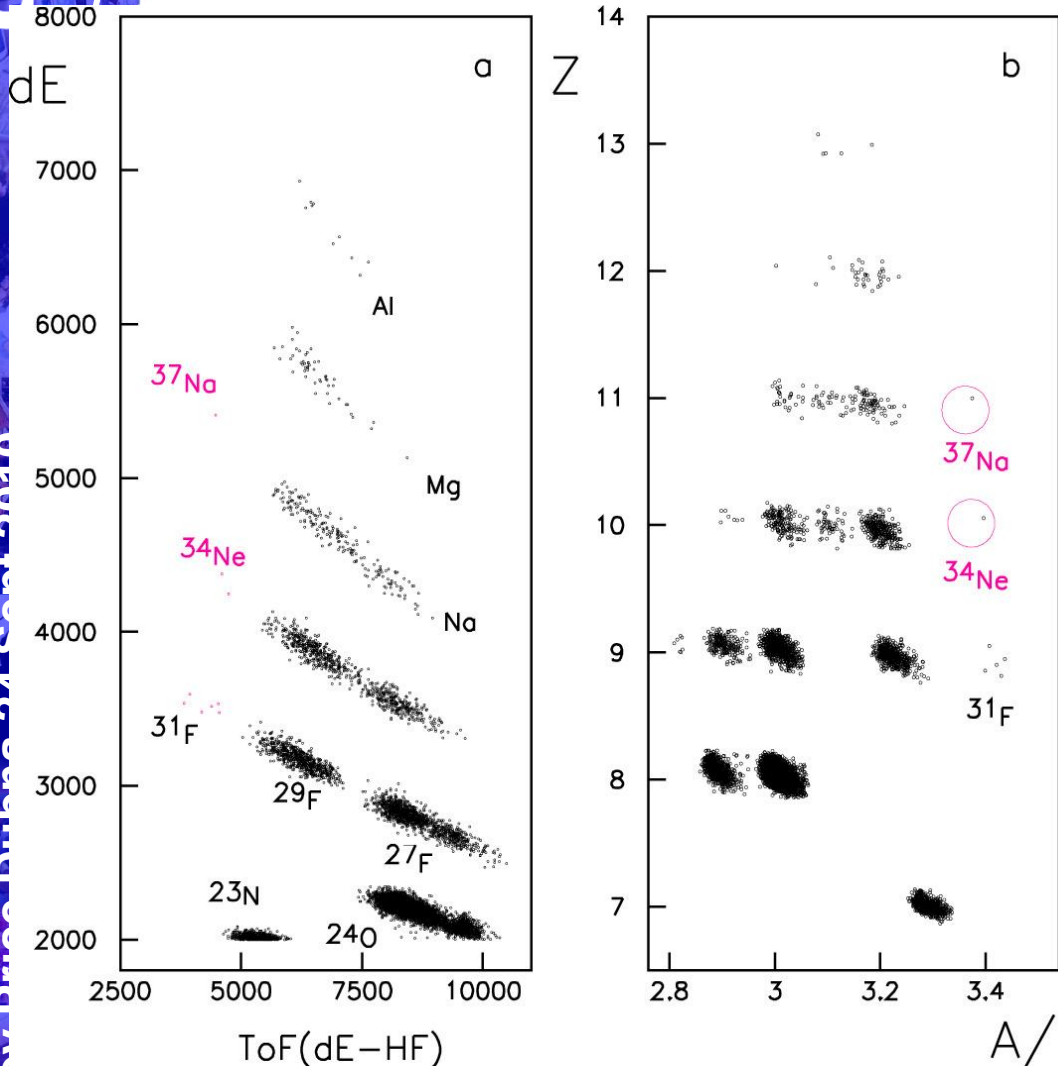 8000
dE
a
7000
6000
5000
4000
3000
2000
Al
37Na
Mg
34Ne
Na
31F
29F
27F
23N
24O
2500 5000 7500 10000
ToF(dE−HF)
14
Z
b
13
12
11
10
9
8
7
37Na
34Ne
31F
2.8 3 3.2 3.4
A/